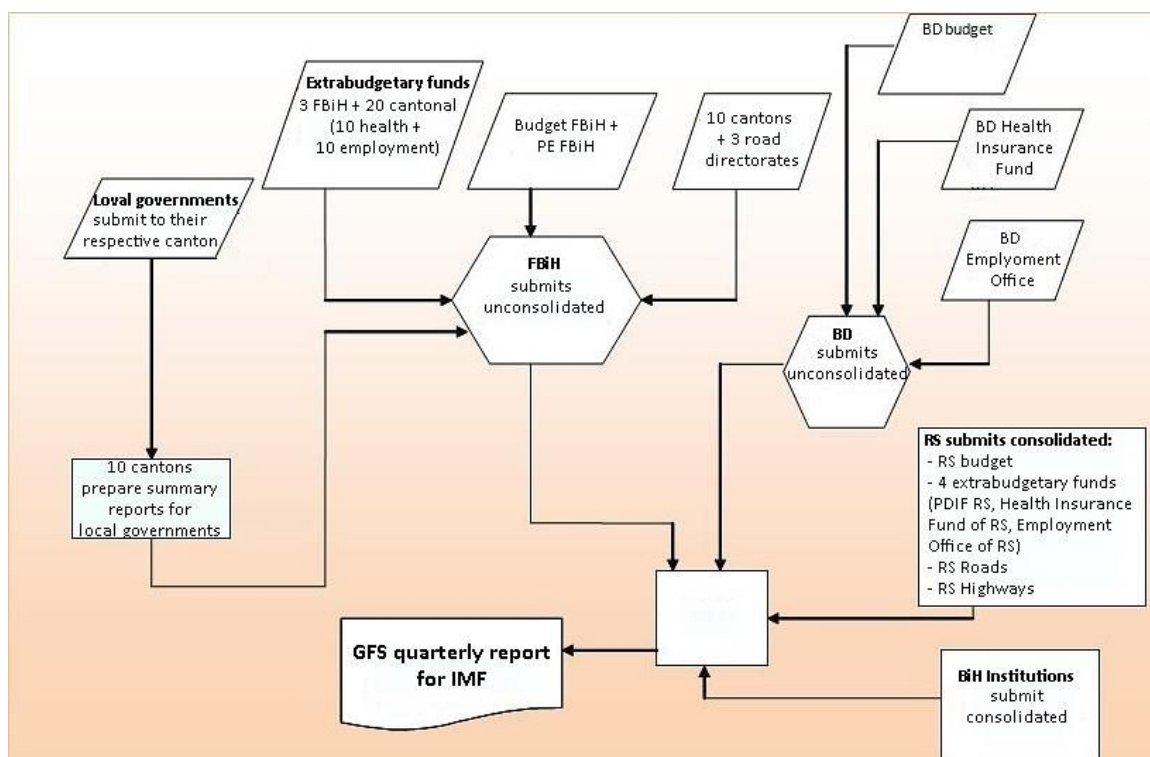 BD budget
Extrabudgetary funds
3 FBiH + 20 cantonal
(10 health +
10 employment)
Budget FBiH +
PE FBiH
10 cantons
+ 3 road
directorates
BD Health
Insurance
Fund
Loval governments
submit to their
respective canton
BD
Emplyoment
Office
FBiH
submits
unconsolidated
BD
submits
unconsolidated
10 cantons
prepare summary
reports for
local governments
RS submits consolidated:
- RS budget
- 4 extrabudgetary funds
(PDIF RS, Health Insurance
Fund of RS, Employment
Office of RS)
- RS Roads
- RS Highways
GFS quarterly report
for IMF
BiH Institutions
submit
consolidated